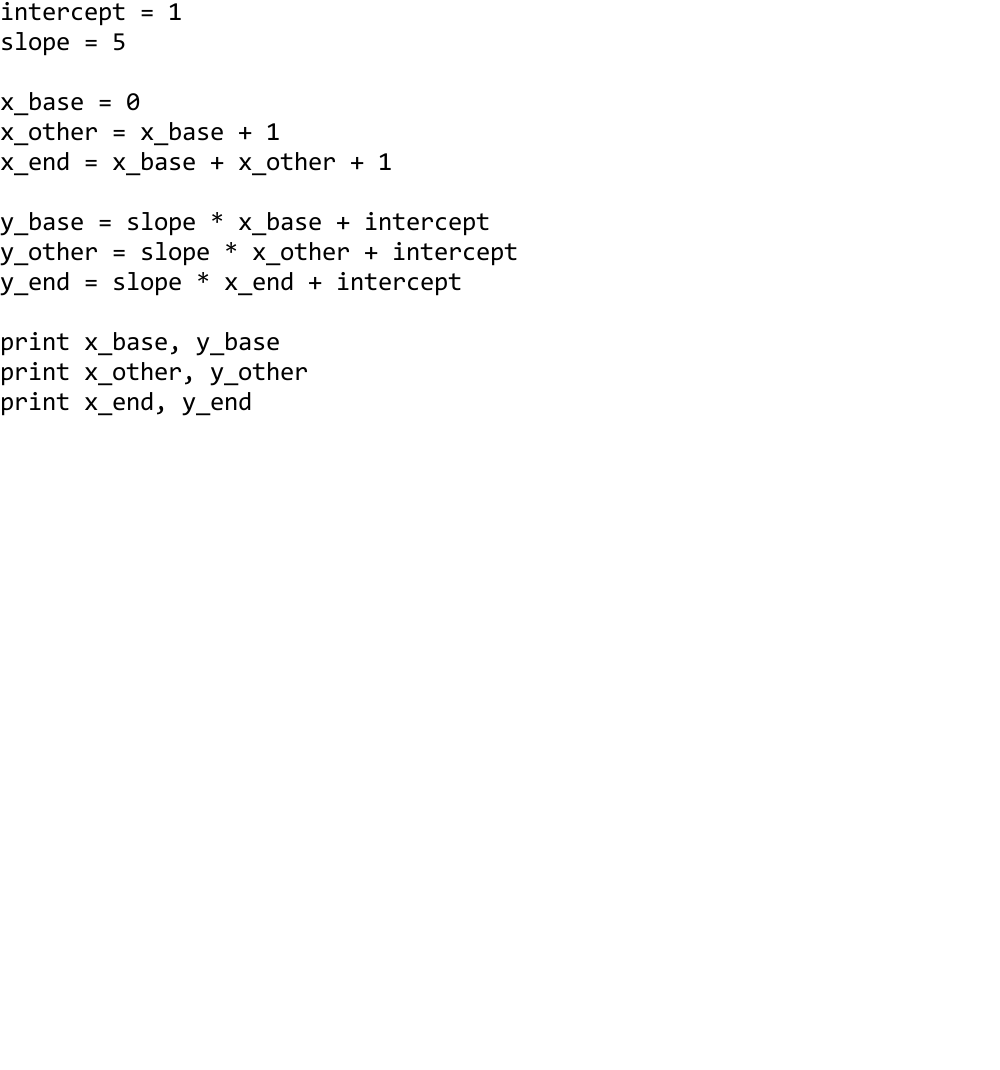 intercept = 1
slope = 5

x_base = 0
x_other = x_base + 1
x_end = x_base + x_other + 1

y_base = slope * x_base + intercept
y_other = slope * x_other + intercept
y_end = slope * x_end + intercept

print x_base, y_base
print x_other, y_other
print x_end, y_end